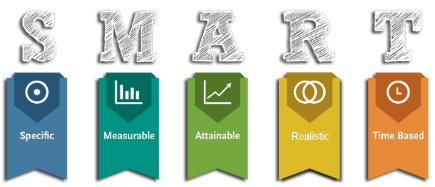 S M A R T
Specific Measurable Attainable Realistic Time Based